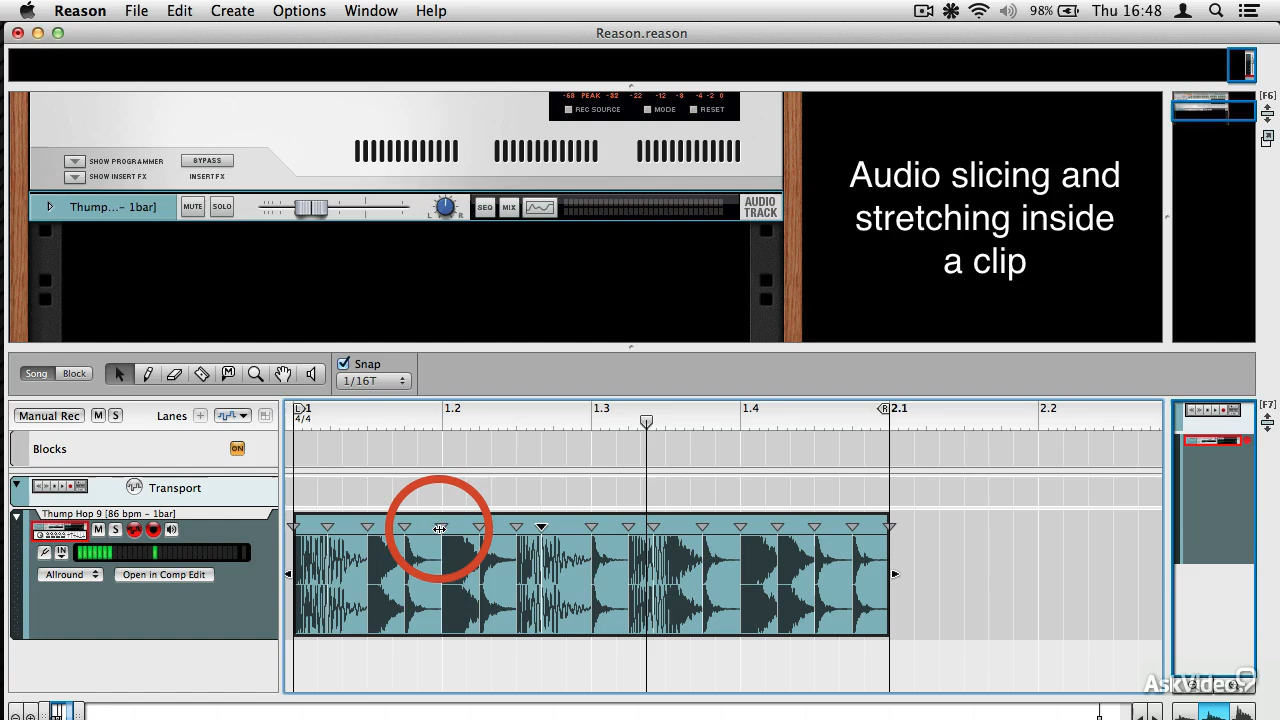 Reason File Edit Create Options Window Help
98% Thu 16:48
Reason.reason
[F6]
-68 PEAK -82 -22 -12 -8 -4 -2 0
REC SOURCE MODE RESET
SHOW PROGRAMMER
BYPASS
SHOW INSERT FX
INSERT FX
Thump...- 1bar]
MUTE
SOLO
L R
SEQ
MIX
AUDIO
TRACK
Audio slicing and
stretching inside
a clip
Song Block
M
Snap
1/16T
[F7]
Manual Rec M S Lanes
L 1 1.2 1.3 1.4 R 2.1 2.2
4/4
Blocks ON
Transport
Thump Hop 9 [86 bpm - 1bar]
M S
IN
Allround Open in Comp Edit
AskVideo